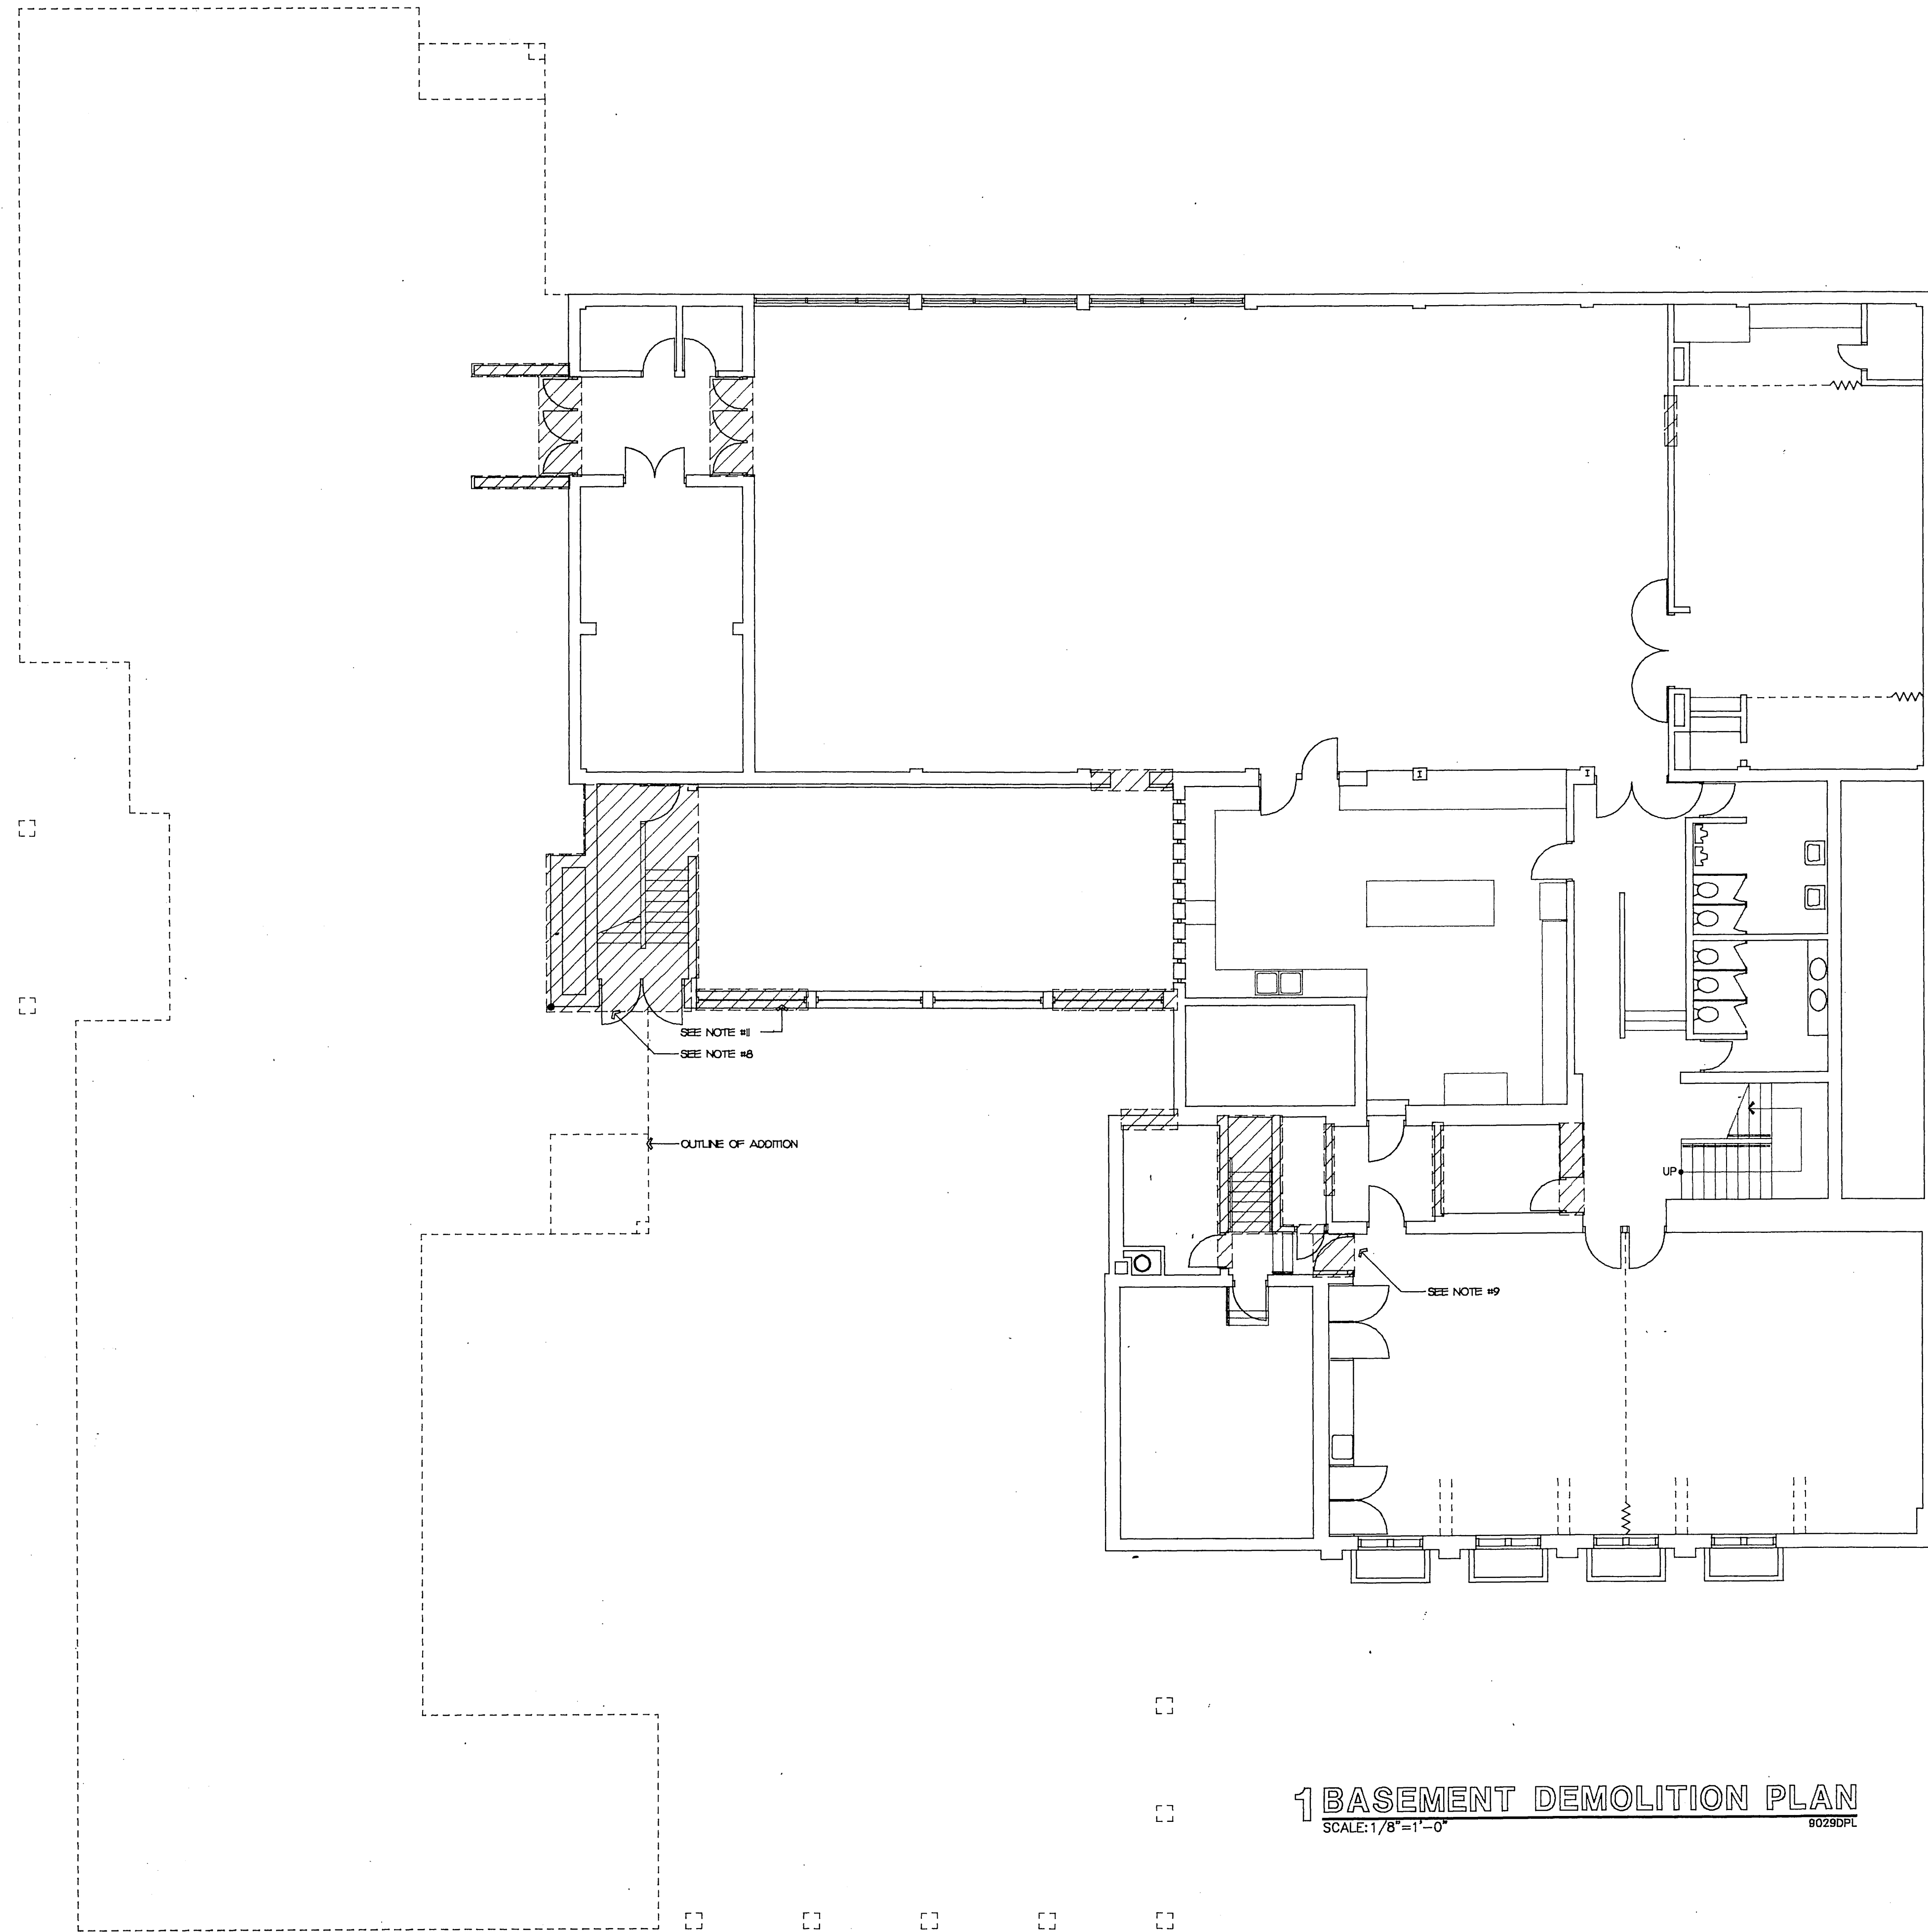 I
I
SEE NOTE #11
SEE NOTE #8
OUTLINE OF ADDITION
UP
SEE NOTE #9
1 BASEMENT DEMOLITION PLAN
SCALE: 1/8"=1'-0"
9029DPL